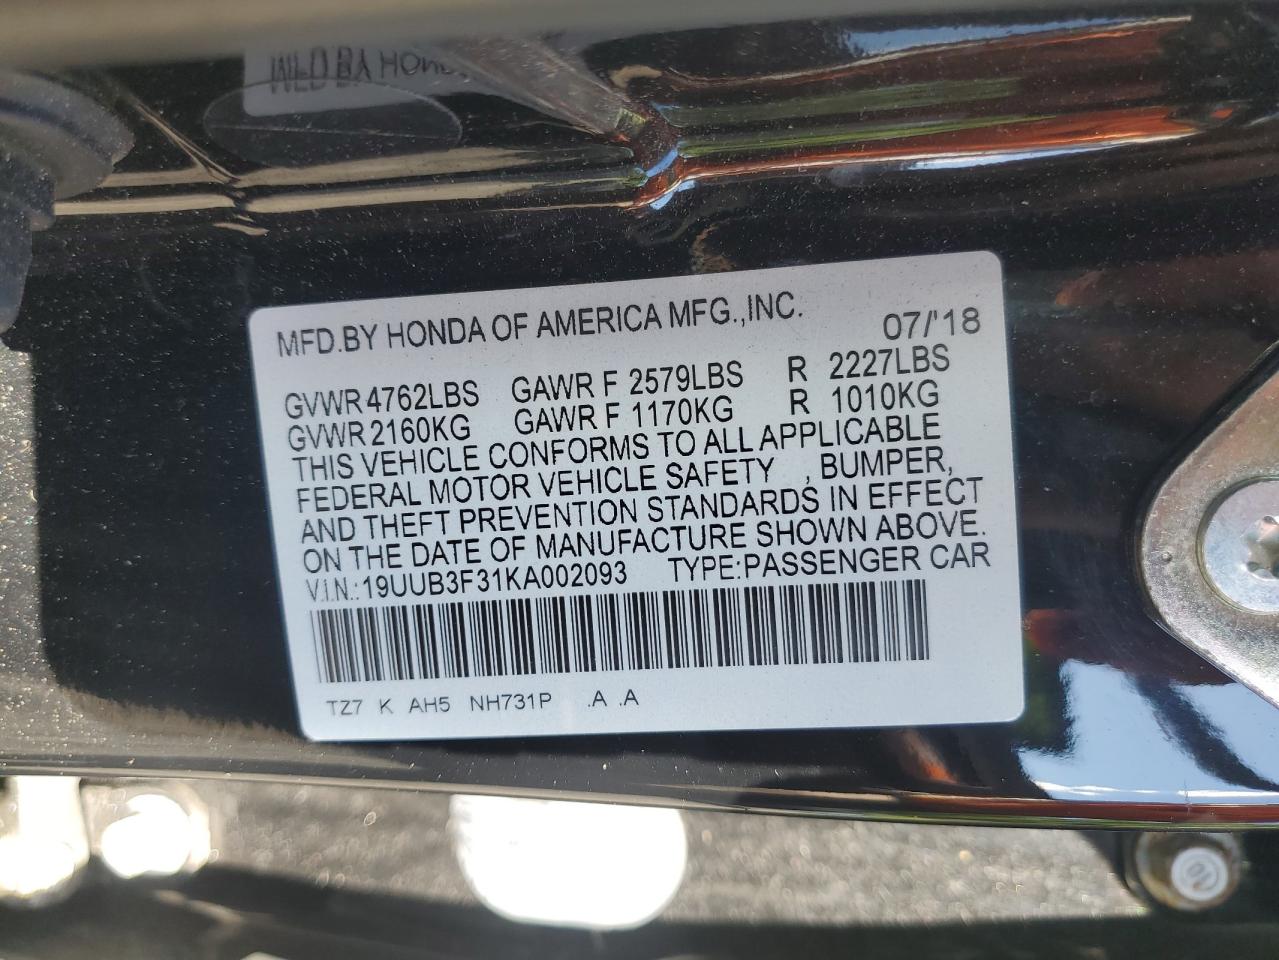 MFD.BY HONDA OF AMERICA MFG.,INC. 07/'18
GVWR 4762LBS GAWR F 2579LBS R 2227LBS
GVWR 2160KG GAWR F 1170KG R 1010KG
THIS VEHICLE CONFORMS TO ALL APPLICABLE
FEDERAL MOTOR VEHICLE SAFETY , BUMPER,
AND THEFT PREVENTION STANDARDS IN EFFECT
ON THE DATE OF MANUFACTURE SHOWN ABOVE.
V.I.N.:19UUB3F31KA002093 TYPE:PASSENGER CAR
TZ7 K AH5 NH731P .A .A